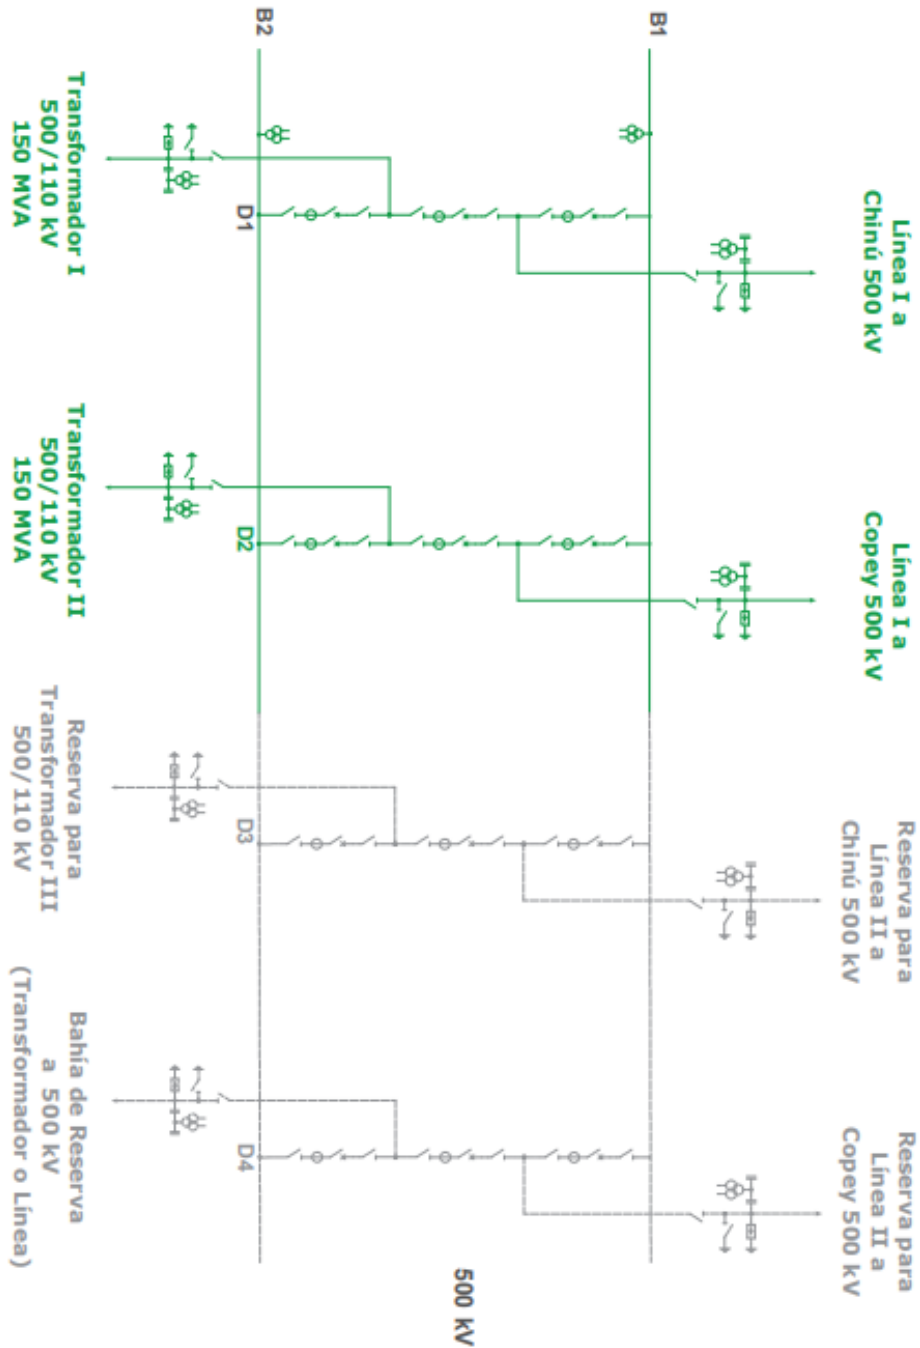 B1
B2
Línea I a
Chinú 500 kV
Línea I a
Copey 500 kV
Reserva para
Línea II a
Chinú 500 kV
Reserva para
Línea II a
Copey 500 kV
D1
D2
D3
D4
500 kV
Transformador I
500/110 kV
150 MVA
Transformador II
500/110 kV
150 MVA
Reserva para
Transformador III
500/110 kV
Bahía de Reserva
a 500 kV
(Transformador o Línea)